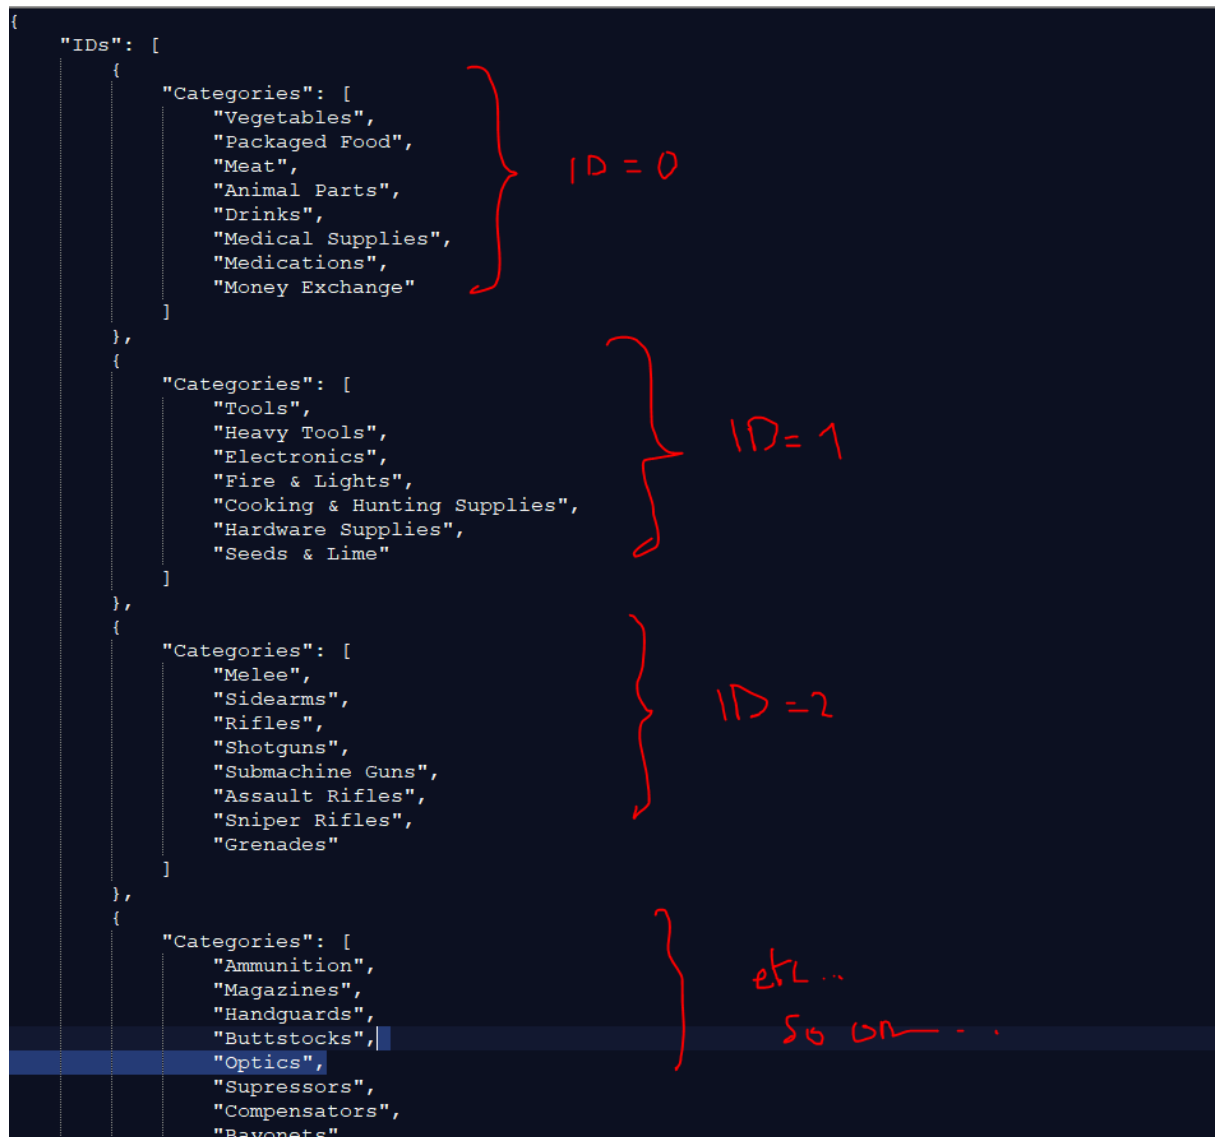 {
"IDs": [
{
"Categories": [
"Vegetables",
"Packaged Food",
"Meat",
"Animal Parts",
"Drinks",
"Medical Supplies",
"Medications",
"Money Exchange"
]
ID = 0
},
{
"Categories": [
"Tools",
"Heavy Tools",
"Electronics",
"Fire & Lights",
"Cooking & Hunting Supplies",
"Hardware Supplies",
"Seeds & Lime"
]
ID = 1
},
{
"Categories": [
"Melee",
"Sidearms",
"Rifles",
"Shotguns",
"Submachine Guns",
"Assault Rifles",
"Sniper Rifles",
"Grenades"
]
ID = 2
},
{
"Categories": [
"Ammunition",
"Magazines",
"Handguards",
"Buttstocks",
"Optics",
"Supressors",
"Compensators",
"Bayonets"
etc ...
so on - - .